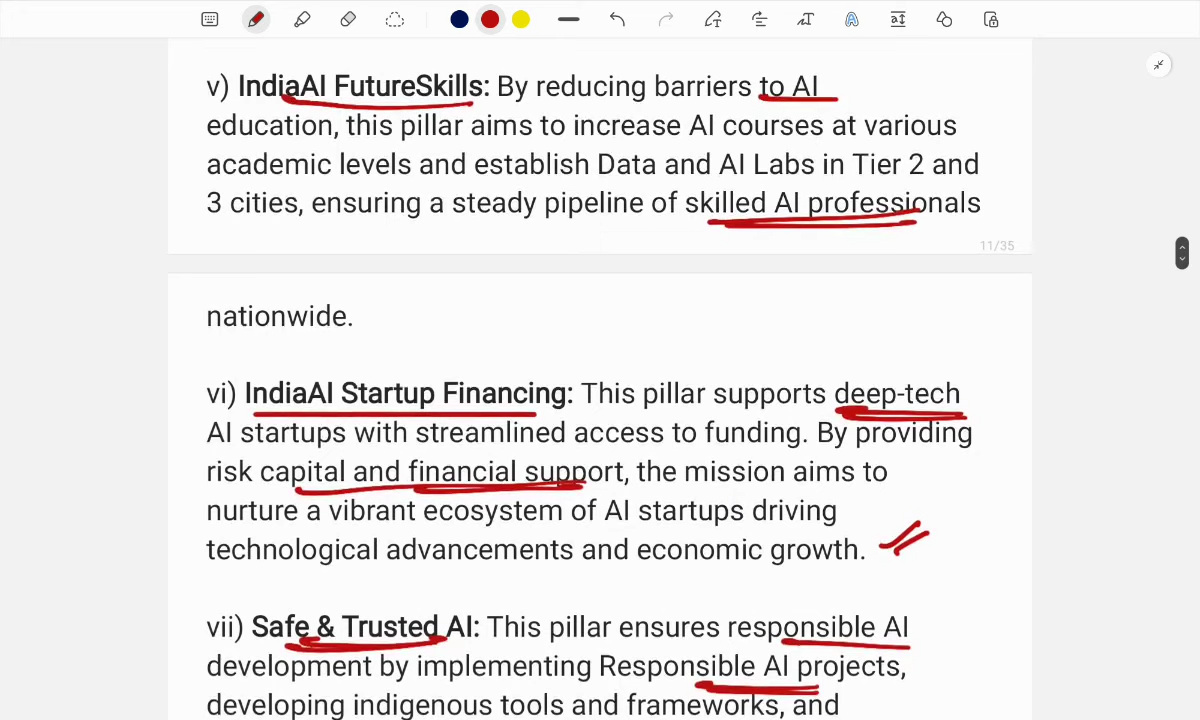 v) IndiaAI FutureSkills: By reducing barriers to AI
education, this pillar aims to increase AI courses at various
academic levels and establish Data and AI Labs in Tier 2 and
3 cities, ensuring a steady pipeline of skilled AI professionals
11/35
nationwide.
vi) IndiaAI Startup Financing: This pillar supports deep-tech
AI startups with streamlined access to funding. By providing
risk capital and financial support, the mission aims to
nurture a vibrant ecosystem of AI startups driving
technological advancements and economic growth.
vii) Safe & Trusted AI: This pillar ensures responsible AI
development by implementing Responsible AI projects,
developing indigenous tools and frameworks, and